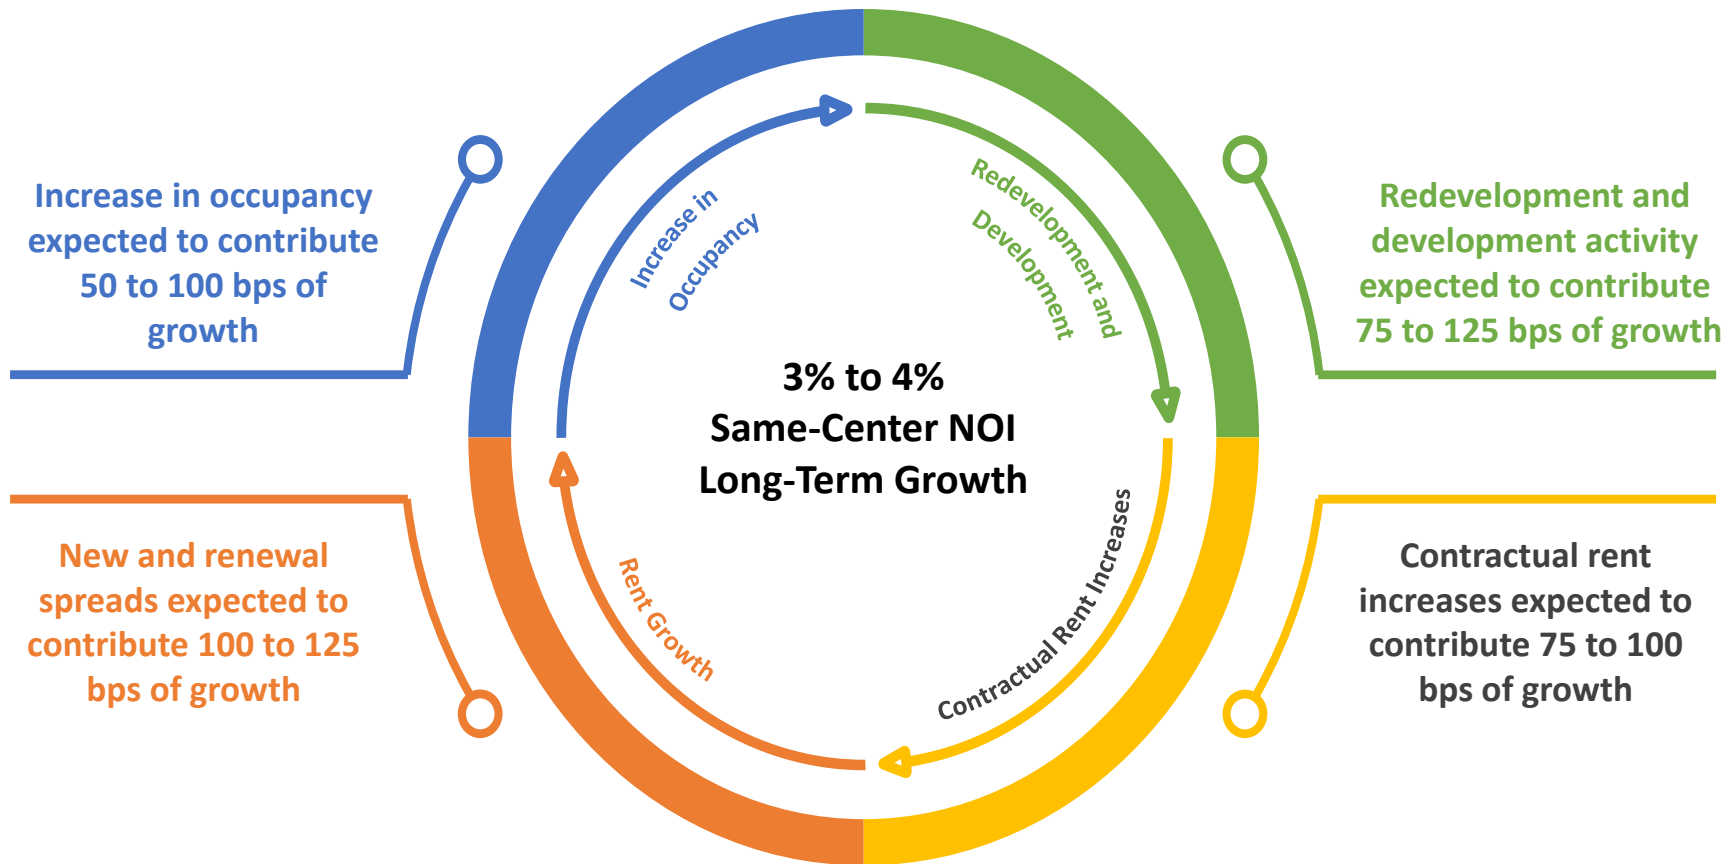 Increase in occupancy
expected to contribute
50 to 100 bps of
growth
Redevelopment and
development activity
expected to contribute
75 to 125 bps of growth
Increase in
Occupancy
Redevelopment and
Development
3% to 4%
Same-Center NOI
Long-Term Growth
Rent Growth
Contractual Rent Increases
New and renewal
spreads expected to
contribute 100 to 125
bps of growth
Contractual rent
increases expected to
contribute 75 to 100
bps of growth